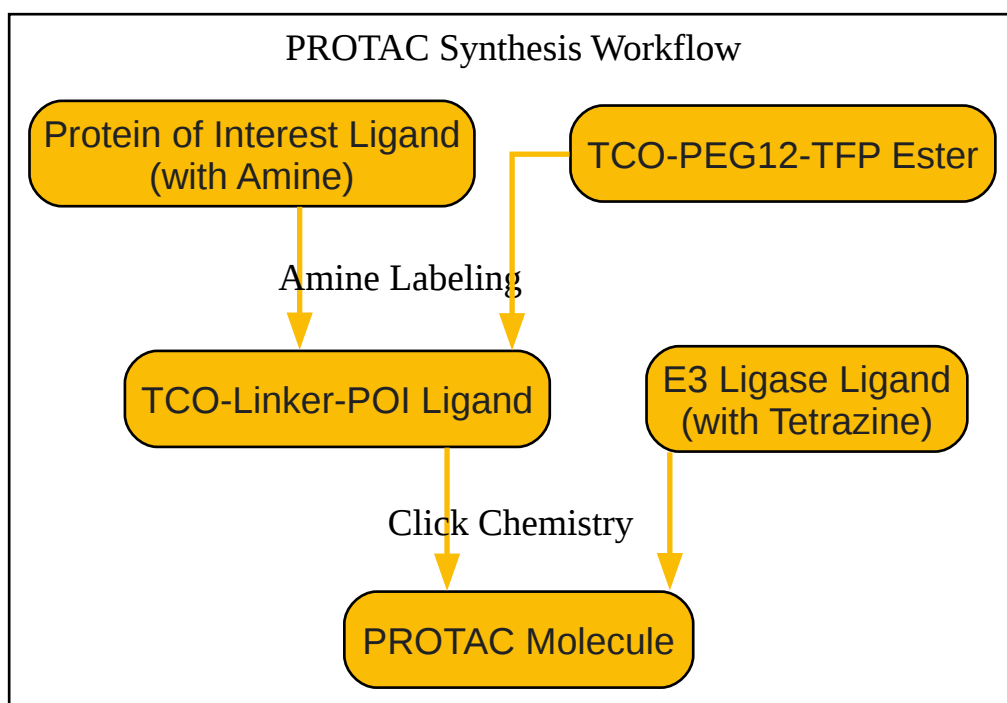 PROTAC Synthesis Workflow
Protein of Interest Ligand
(with Amine)
TCO-PEG12-TFP Ester
Amine Labeling
TCO-Linker-POI Ligand
E3 Ligase Ligand
(with Tetrazine)
Click Chemistry
PROTAC Molecule